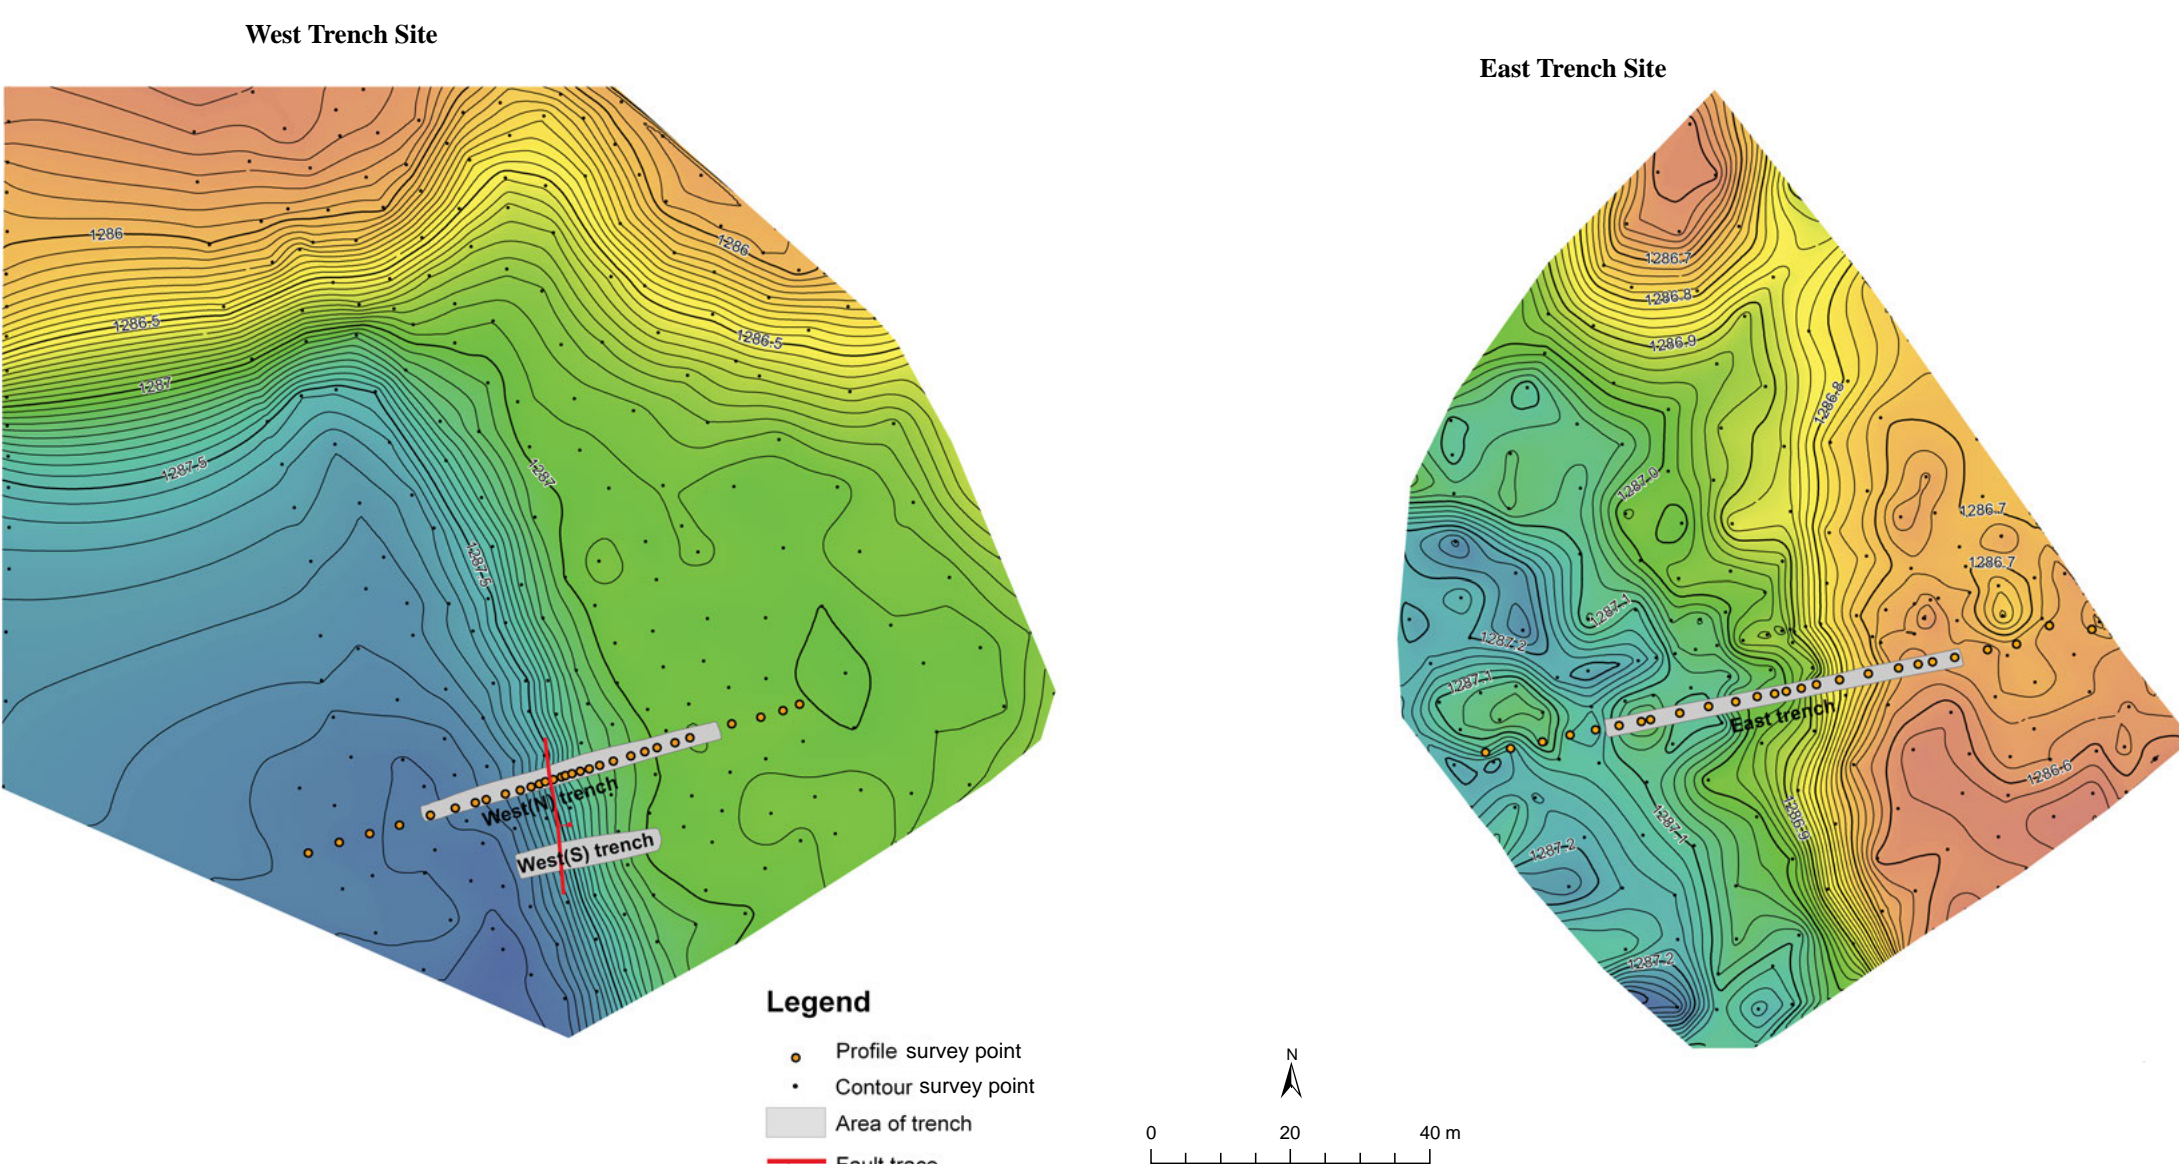 West Trench Site
East Trench Site
1286
1286
1286.5
1286.5
1287
1287.5
1287
1287.5
West(N) trench
West(S) trench
1286.7
1286.8
1286.9
1286.8
1287.0
1286.7
1286.7
1287.1
1287.2
1287.1
East trench
1286.6
1287.1
1286.9
1287.2
1287.2
Legend
Profile survey point
Contour survey point
Area of trench
Fault trace
N
0 20 40 m